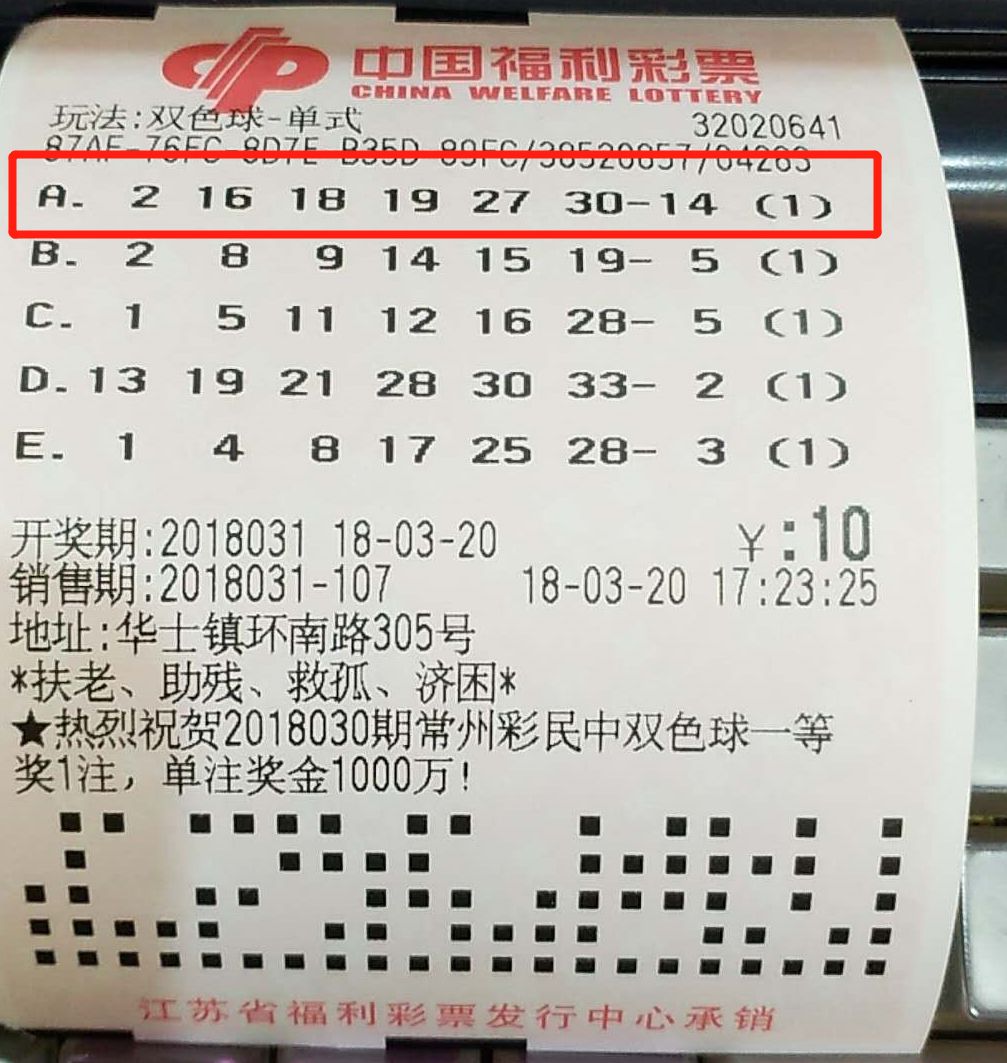 中国福利彩票
CHINA WELFARE LOTTERY
玩法:双色球-单式 32020641
87AF-76FC-8D7E-B35D-89FC/38520857/04283
A. 2 16 18 19 27 30-14 (1)
B. 2 8 9 14 15 19- 5 (1)
C. 1 5 11 12 16 28- 5 (1)
D. 13 19 21 28 30 33- 2 (1)
E. 1 4 8 17 25 28- 3 (1)
开奖期:2018031 18-03-20 ¥:10
销售期:2018031-107 18-03-20 17:23:25
地址:华士镇环南路305号
*扶老、助残、救孤、济困*
★热烈祝贺2018030期常州彩民中双色球一等
奖1注，单注奖金1000万!
江苏省福利彩票发行中心承销